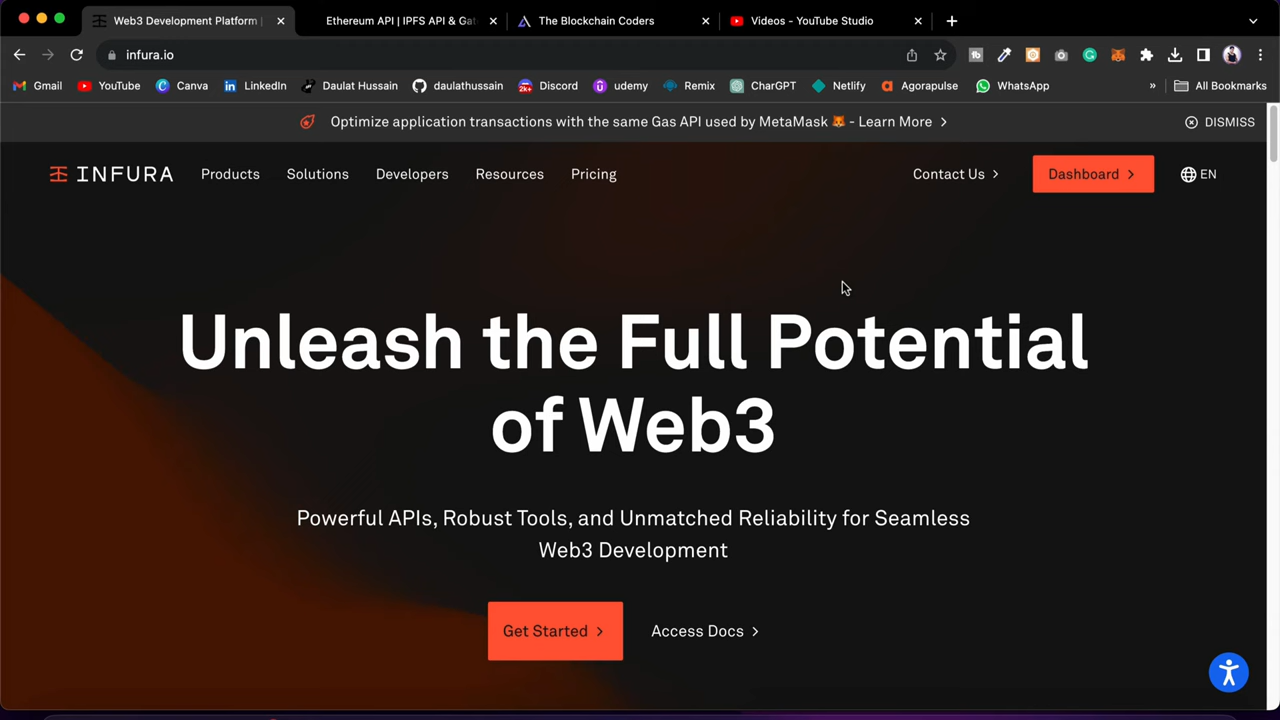 Web3 Development Platform |
Ethereum API | IPFS API & Gat
The Blockchain Coders
Videos - YouTube Studio
infura.io
Gmail
YouTube
Canva
LinkedIn
Daulat Hussain
daulathussain
2k+
Discord
udemy
Remix
CharGPT
Netlify
Agorapulse
WhatsApp
»
All Bookmarks
Optimize application transactions with the same Gas API used by MetaMask 🦊 - Learn More >
DISMISS
INFURA
Products
Solutions
Developers
Resources
Pricing
Contact Us >
Dashboard >
EN
Unleash the Full Potential
of Web3
Powerful APIs, Robust Tools, and Unmatched Reliability for Seamless
Web3 Development
Get Started >
Access Docs >